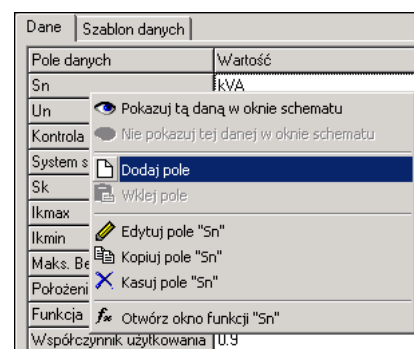 Dane Szablon danych
Pole danych Wartość
Sn kVA
Un
Pokazuj tą daną w oknie schematu
Kontrola
Nie pokazuj tej danej w oknie schematu
System s
Dodaj pole
Sk
Wklej pole
Ikmax
Ikmin
Edytuj pole "Sn"
Maks. Be
Kopiuj pole "Sn"
Położeni
Kasuj pole "Sn"
Funkcja
Otwórz okno funkcji "Sn"
Współczynnik użytkowania 0.9